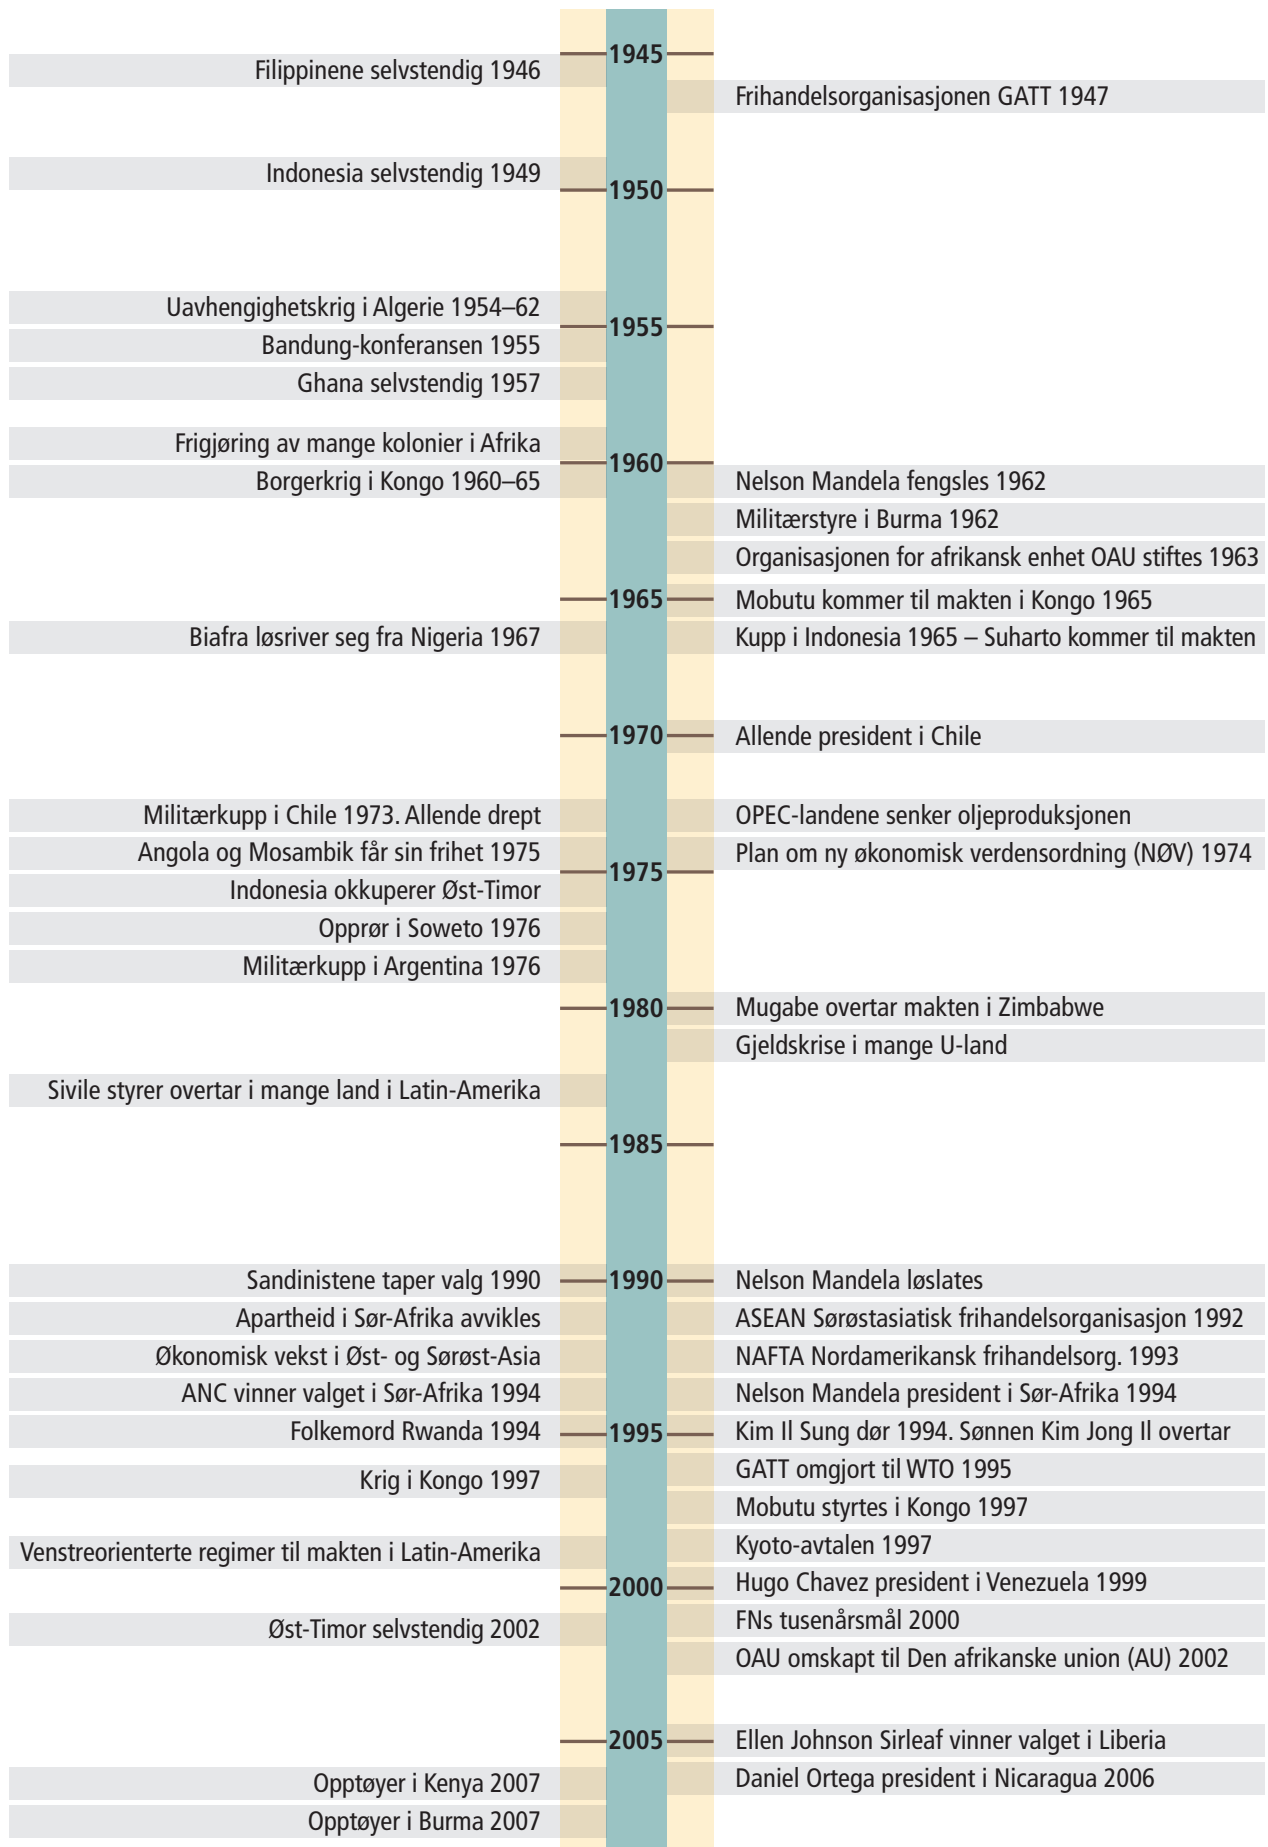 1945
Filippinene selvstendig 1946
Frihandelsorganisasjonen GATT 1947
Indonesia selvstendig 1949
1950
Uavhengighetskrig i Algerie 1954–62
1955
Bandung-konferansen 1955
Ghana selvstendig 1957
Frigjøring av mange kolonier i Afrika
1960
Borgerkrig i Kongo 1960–65
Nelson Mandela fengsles 1962
Militærstyre i Burma 1962
Organisasjonen for afrikansk enhet OAU stiftes 1963
1965
Mobutu kommer til makten i Kongo 1965
Biafra løsriver seg fra Nigeria 1967
Kupp i Indonesia 1965 – Suharto kommer til makten
1970
Allende president i Chile
Militærkupp i Chile 1973. Allende drept
OPEC-landene senker oljeproduksjonen
Angola og Mosambik får sin frihet 1975
Plan om ny økonomisk verdensordning (NØV) 1974
1975
Indonesia okkuperer Øst-Timor
Opprør i Soweto 1976
Militærkupp i Argentina 1976
1980
Mugabe overtar makten i Zimbabwe
Gjeldskrise i mange U-land
Sivile styrer overtar i mange land i Latin-Amerika
1985
Sandinistene taper valg 1990
1990
Nelson Mandela løslates
Apartheid i Sør-Afrika avvikles
ASEAN Sørøstasiatisk frihandelsorganisasjon 1992
Økonomisk vekst i Øst- og Sørøst-Asia
NAFTA Nordamerikansk frihandelsorg. 1993
ANC vinner valget i Sør-Afrika 1994
Nelson Mandela president i Sør-Afrika 1994
Folkemord Rwanda 1994
1995
Kim Il Sung dør 1994. Sønnen Kim Jong Il overtar
GATT omgjort til WTO 1995
Krig i Kongo 1997
Mobutu styrtes i Kongo 1997
Kyoto-avtalen 1997
Venstreorienterte regimer til makten i Latin-Amerika
2000
Hugo Chavez president i Venezuela 1999
FNs tusenårsmål 2000
Øst-Timor selvstendig 2002
OAU omskapt til Den afrikanske union (AU) 2002
2005
Ellen Johnson Sirleaf vinner valget i Liberia
Daniel Ortega president i Nicaragua 2006
Opptøyer i Kenya 2007
Opptøyer i Burma 2007